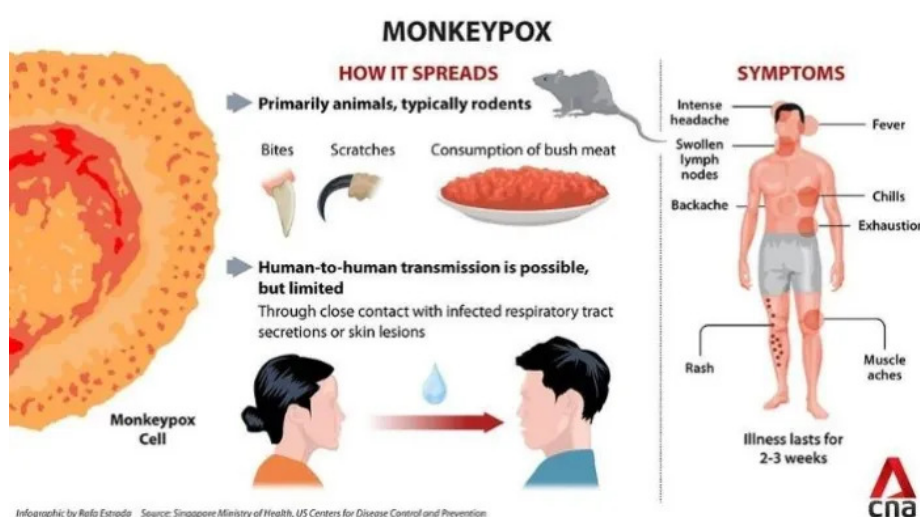 MONKEYPOX
HOW IT SPREADS
Primarily animals, typically rodents
Bites
Scratches
Consumption of bush meat
Human-to-human transmission is possible,
but limited
Through close contact with infected respiratory tract
secretions or skin lesions
Monkeypox
Cell
SYMPTOMS
Intense
headache
Fever
Swollen
lymph
nodes
Chills
Backache
Exhaustion
Rash
Muscle
aches
Illness lasts for
2-3 weeks
cna
Infographic by Rafa Estrada Source: Singapore Ministry of Health, US Centers for Disease Control and Prevention